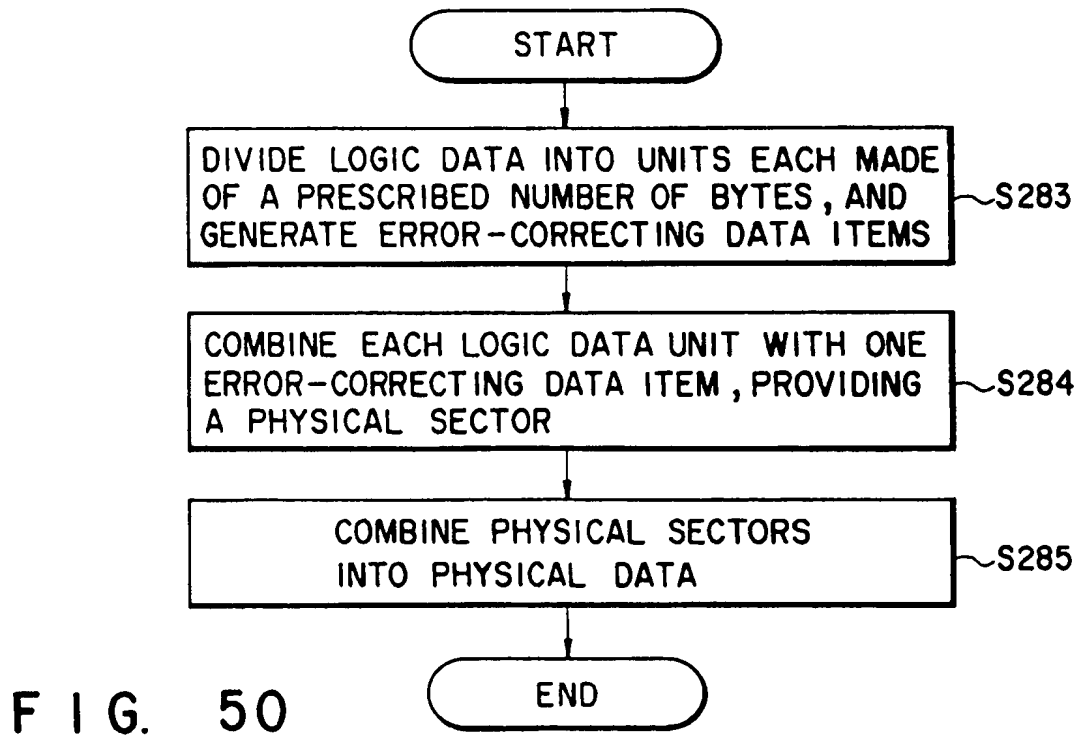 START
DIVIDE LOGIC DATA INTO UNITS EACH MADE
OF A PRESCRIBED NUMBER OF BYTES, AND
GENERATE ERROR-CORRECTING DATA ITEMS
S283
COMBINE EACH LOGIC DATA UNIT WITH ONE
ERROR-CORRECTING DATA ITEM, PROVIDING
A PHYSICAL SECTOR
S284
COMBINE PHYSICAL SECTORS
INTO PHYSICAL DATA
S285
END
FIG. 50